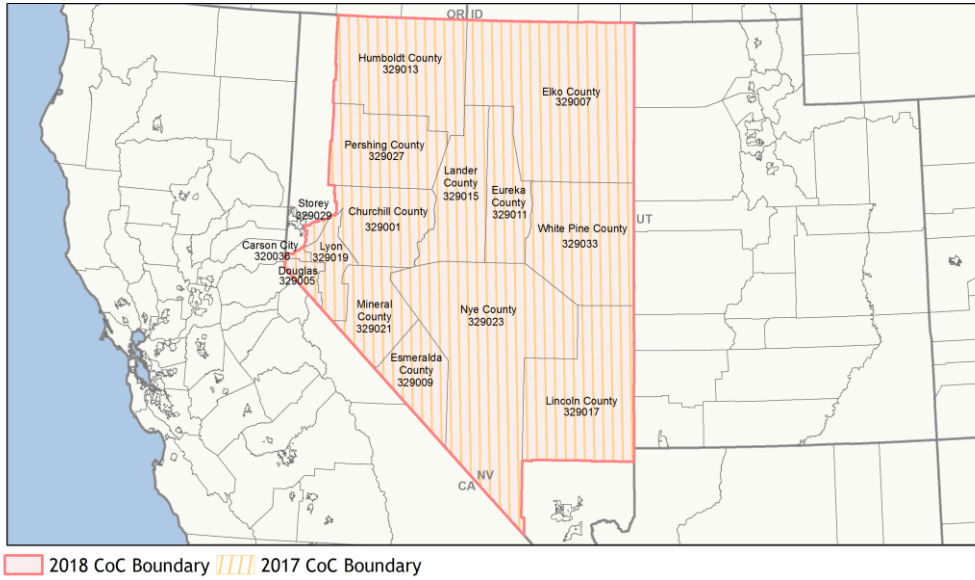 OR ID
Humboldt County
329013
Elko County
329007
Pershing County
329027
Lander
County
329015
Eureka
County
329011
Storey
329029
Churchill County
329001
White Pine County
329033
UT
Carson City
320036
Lyon
329019
Douglas
329005
Mineral
County
329021
Nye County
329023
Esmeralda
County
329009
Lincoln County
329017
NV
CA
2018 CoC Boundary 2017 CoC Boundary